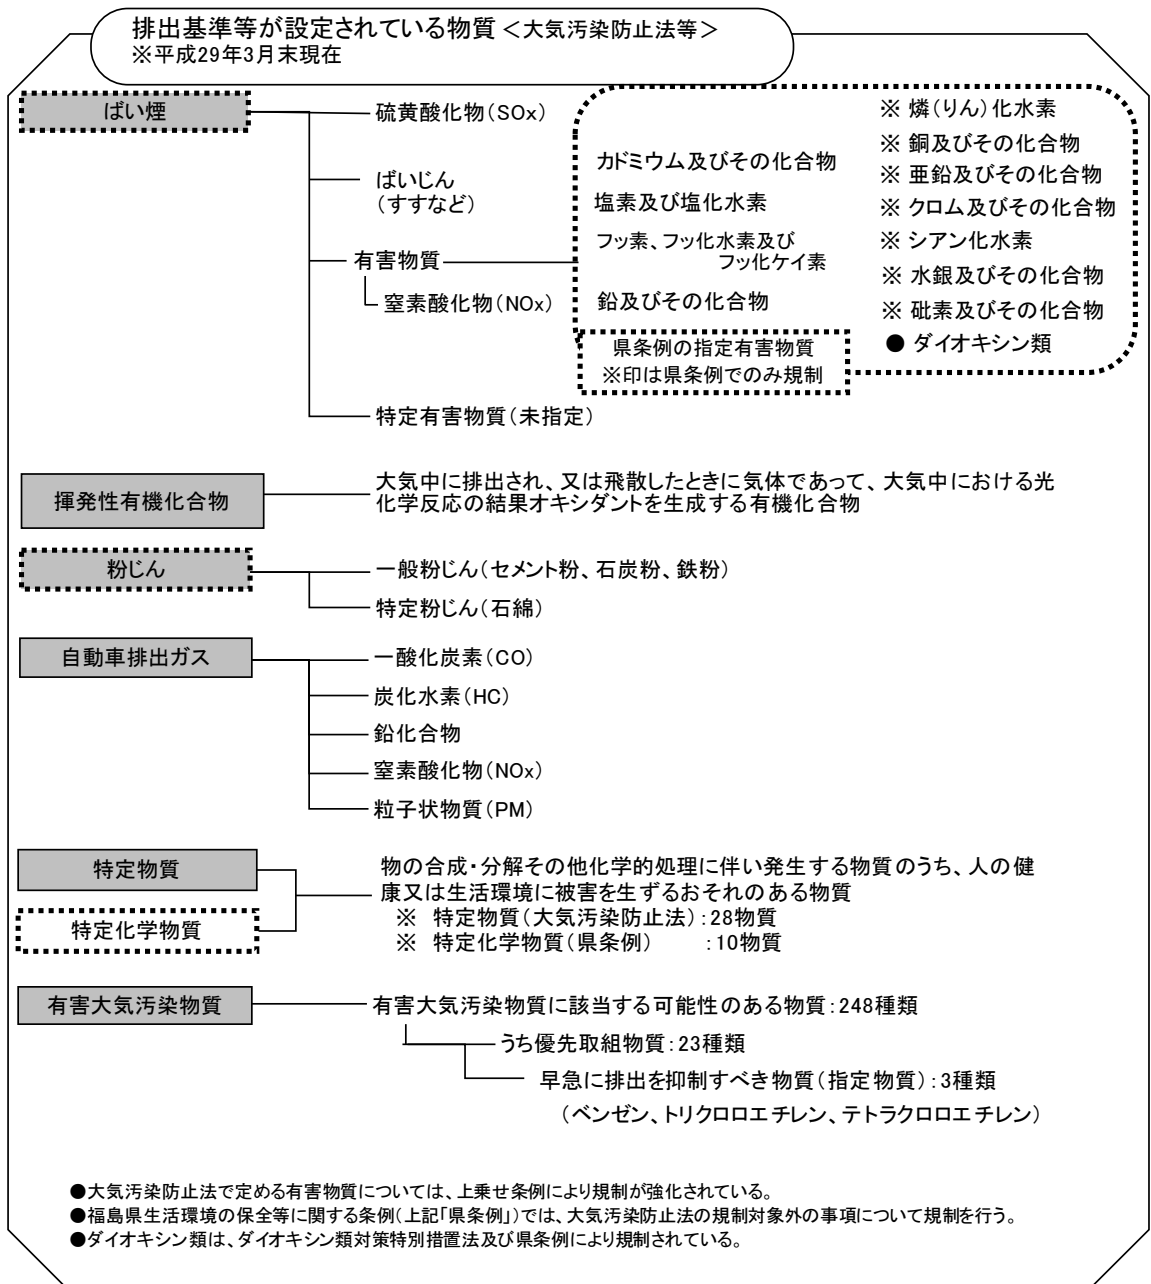 排出基準等が設定されている物質<大気汚染防止法等>
※平成29年3月末現在
ばい煙
硫黄酸化物(SOx)
ばいじん
(すすなど)
有害物質
窒素酸化物(NOx)
カドミウム及びその化合物
塩素及び塩化水素
フッ素、フッ化水素及び
フッ化ケイ素
鉛及びその化合物
※ 燐(りん)化水素
※ 銅及びその化合物
※ 亜鉛及びその化合物
※ クロム及びその化合物
※ シアン化水素
※ 水銀及びその化合物
※ 砒素及びその化合物
● ダイオキシン類
県条例の指定有害物質
※印は県条例でのみ規制
特定有害物質(未指定)
揮発性有機化合物
大気中に排出され、又は飛散したときに気体であって、大気中における光
化学反応の結果オキシダントを生成する有機化合物
粉じん
一般粉じん(セメント粉、石炭粉、鉄粉)
特定粉じん(石綿)
自動車排出ガス
一酸化炭素(CO)
炭化水素(HC)
鉛化合物
窒素酸化物(NOx)
粒子状物質(PM)
特定物質
特定化学物質
物の合成・分解その他化学的処理に伴い発生する物質のうち、人の健
康又は生活環境に被害を生ずるおそれのある物質
※ 特定物質(大気汚染防止法):28物質
※ 特定化学物質(県条例) :10物質
有害大気汚染物質
有害大気汚染物質に該当する可能性のある物質:248種類
うち優先取組物質:23種類
早急に排出を抑制すべき物質(指定物質):3種類
(ベンゼン、トリクロロエチレン、テトラクロロエチレン)
●大気汚染防止法で定める有害物質については、上乗せ条例により規制が強化されている。
●福島県生活環境の保全等に関する条例(上記「県条例」)では、大気汚染防止法の規制対象外の事項について規制を行う。
●ダイオキシン類は、ダイオキシン類対策特別措置法及び県条例により規制されている。